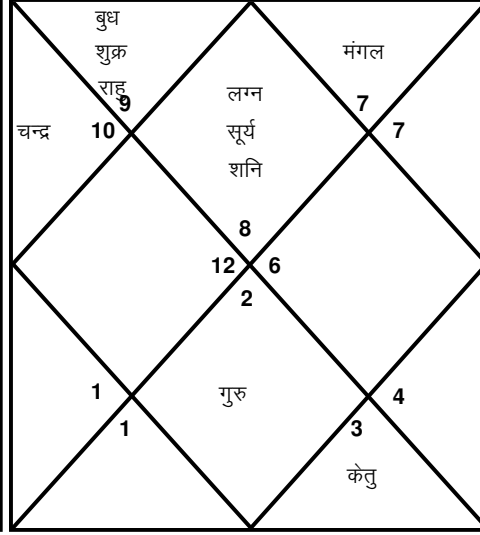 बुध
शुक्र
राहु
मंगल
लग्न
सूर्य
शनि
चन्द्र
9
10
7
7
8
12
6
2
1
गुरु
4
1
3
केतु